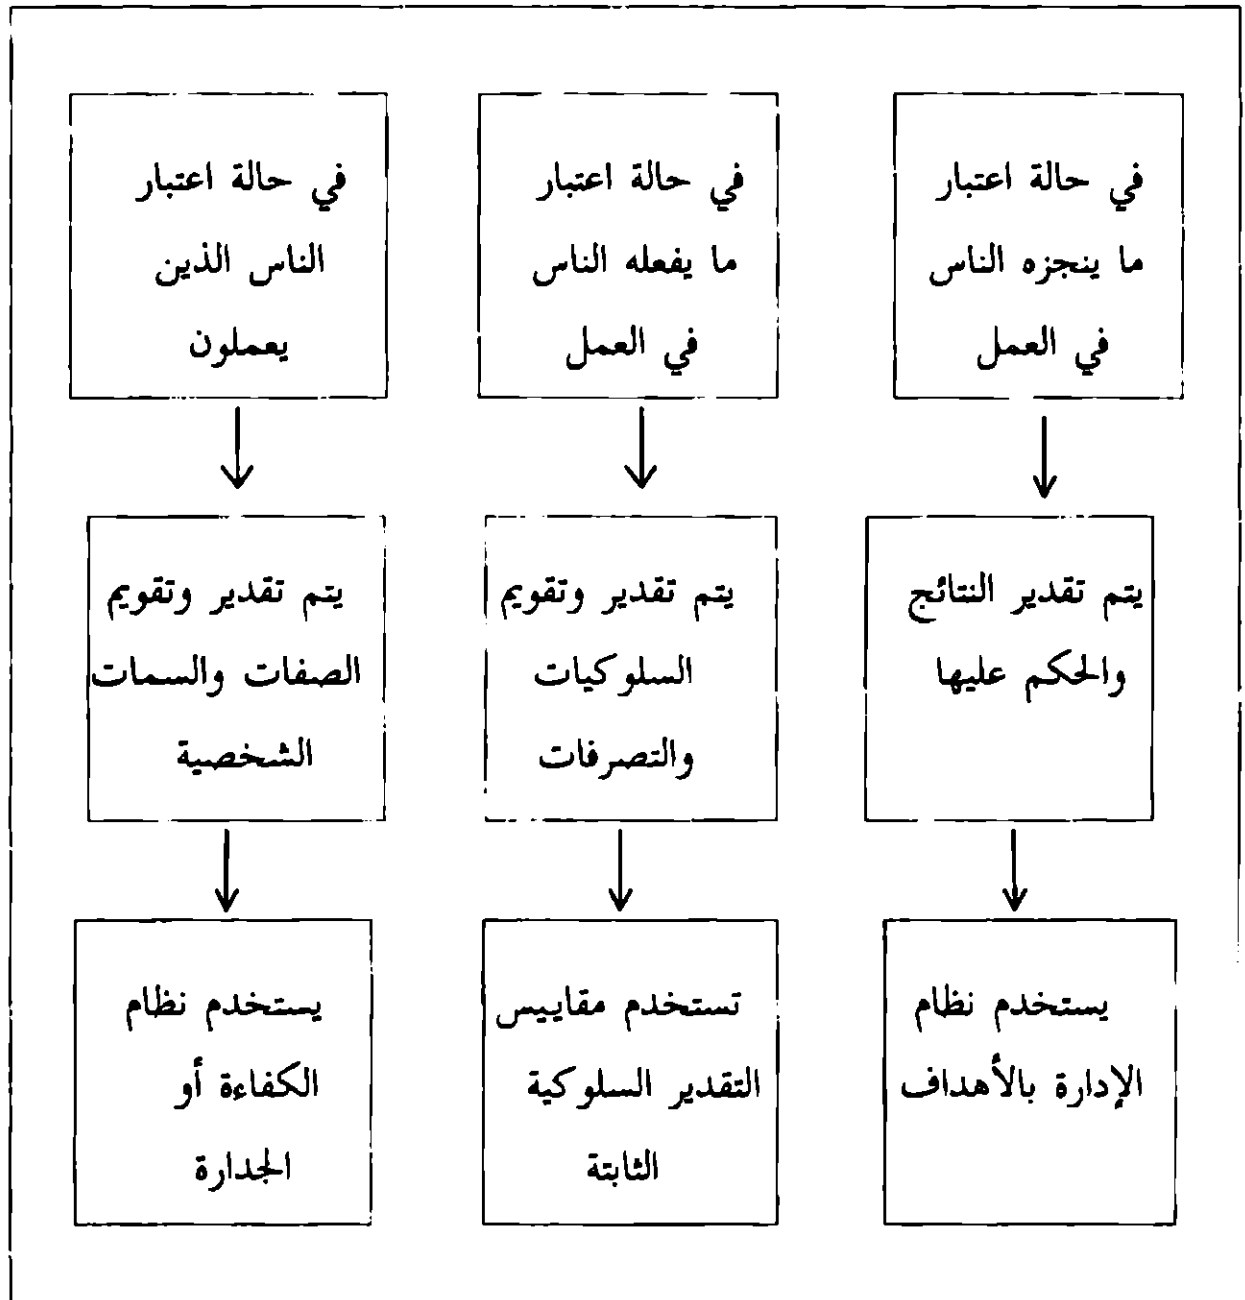 في حالة اعتبار
ما ينجزه الناس
في العمل
في حالة اعتبار
ما يفعله الناس
في العمل
في حالة اعتبار
الناس الذين
يعملون
يتم تقدير النتائج
والحكم عليها
يتم تقدير وتقويم
السلوكيات
والتصرفات
يتم تقدير وتقويم
الصفات والسمات
الشخصية
يستخدم نظام
الإدارة بالأهداف
تستخدم مقاييس
التقدير السلوكية
الثابتة
يستخدم نظام
الكفاءة أو
الجدارة